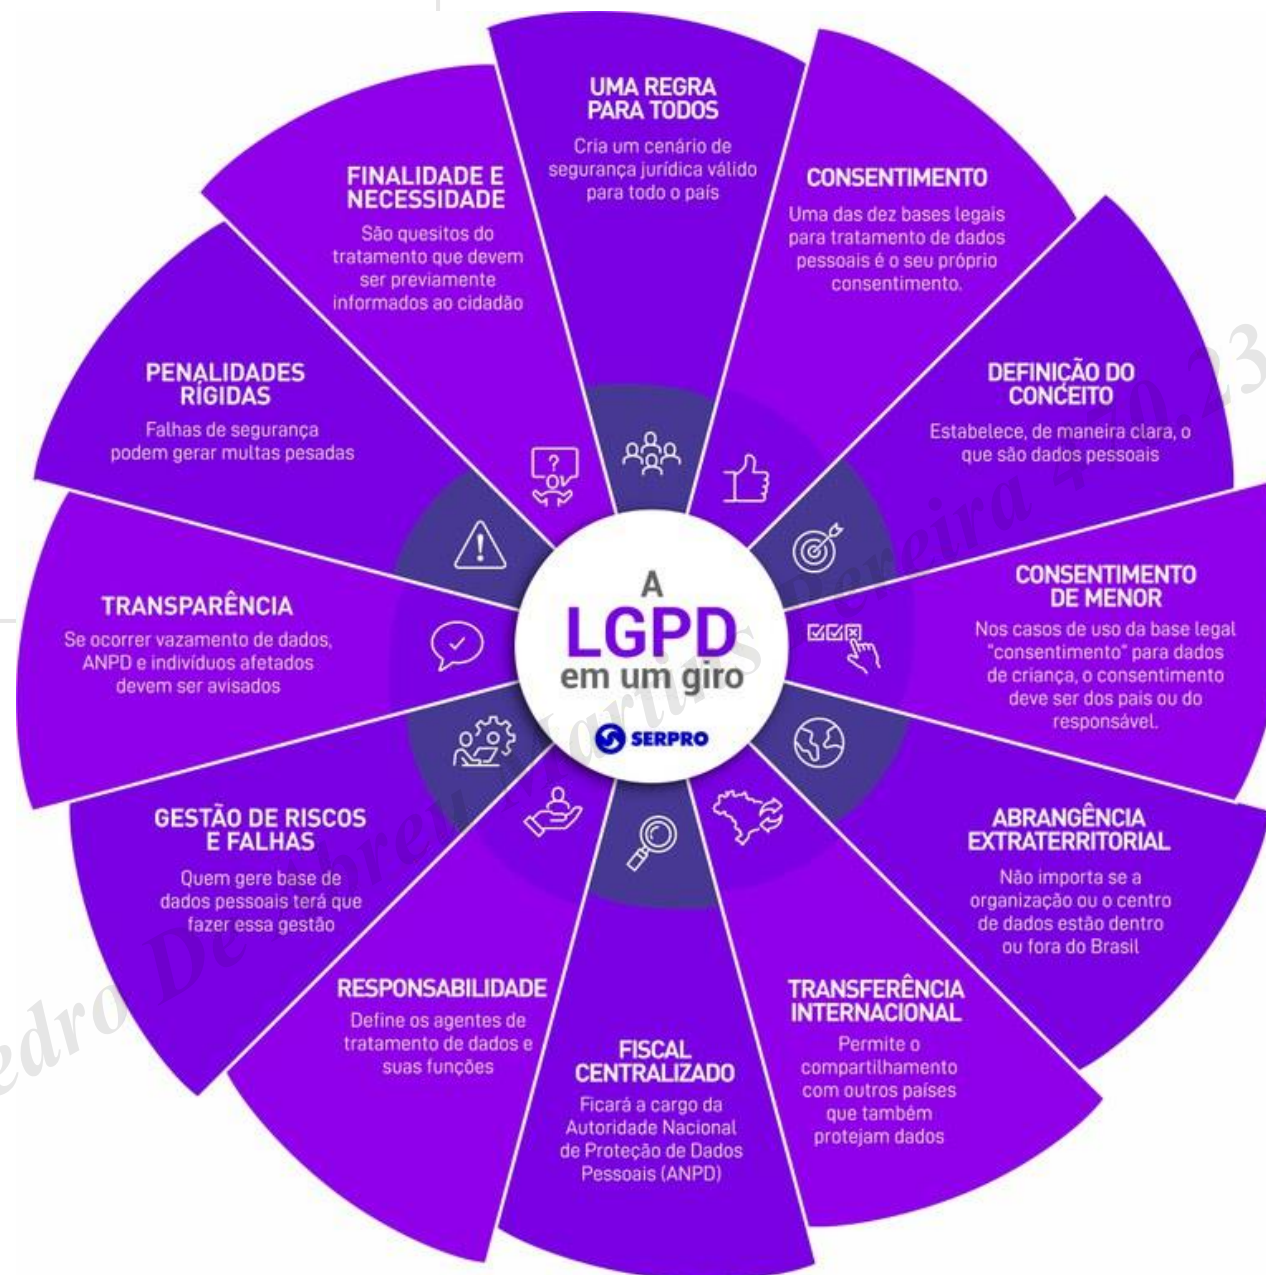 A
LGPD
em um giro
SERPRO
UMA REGRA
PARA TODOS
Cria um cenário de
segurança jurídica válido
para todo o país
CONSENTIMENTO
Uma das dez bases legais
para tratamento de dados
pessoais é o seu próprio
consentimento.
DEFINIÇÃO DO
CONCEITO
Estabelece, de maneira clara, o
que são dados pessoais
CONSENTIMENTO
DE MENOR
Nos casos de uso da base legal
"consentimento" para dados
de criança, o consentimento
deve ser dos pais ou do
responsável.
ABRANGÊNCIA
EXTRATERRITORIAL
Não importa se a
organização ou o centro
de dados estão dentro
ou fora do Brasil
TRANSFERÊNCIA
INTERNACIONAL
Permite o
compartilhamento
com outros países
que também
protejam dados
FISCAL
CENTRALIZADO
Ficará a cargo da
Autoridade Nacional
de Proteção de Dados
Pessoais (ANPD)
RESPONSABILIDADE
Define os agentes de
tratamento de dados e
suas funções
GESTÃO DE RISCOS
E FALHAS
Quem gere base de
dados pessoais terá que
fazer essa gestão
TRANSPARÊNCIA
Se ocorrer vazamento de dados,
ANPD e indivíduos afetados
devem ser avisados
PENALIDADES
RÍGIDAS
Falhas de segurança
podem gerar multas pesadas
FINALIDADE E
NECESSIDADE
São quesitos do
tratamento que devem
ser previamente
informados ao cidadão
?
!
edro De Abreu Martins Pereira 470.23